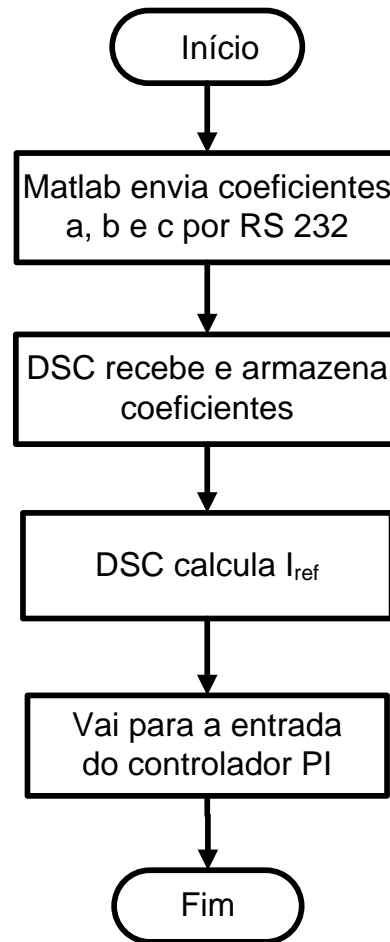 Início
Matlab envia coeficientes
a, b e c por RS 232
DSC recebe e armazena
coeficientes
DSC calcula Iref
Vai para a entrada
do controlador PI
Fim